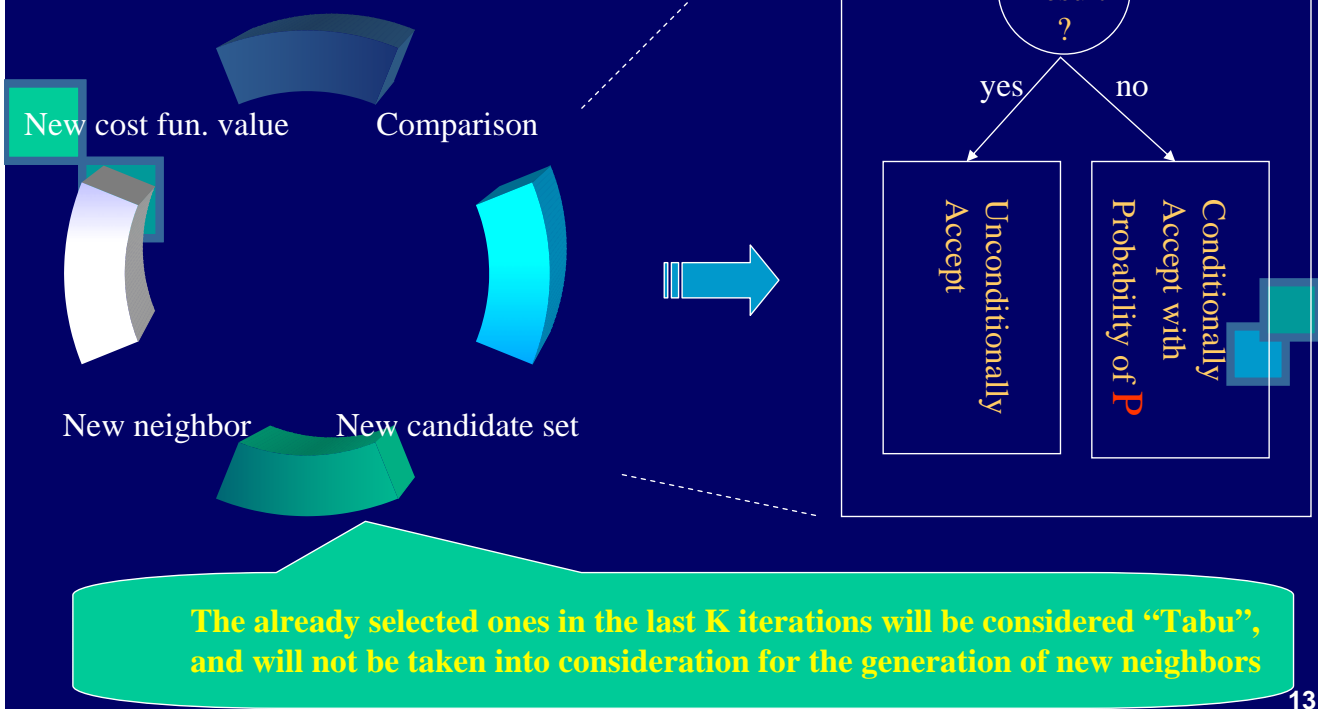 ?
yes
no
New cost fun. value
Comparison
Unconditionally
Accept
Conditionally
Accept with
Probability of P
New neighbor
New candidate set
The already selected ones in the last K iterations will be considered “Tabu”,
and will not be taken into consideration for the generation of new neighbors
13